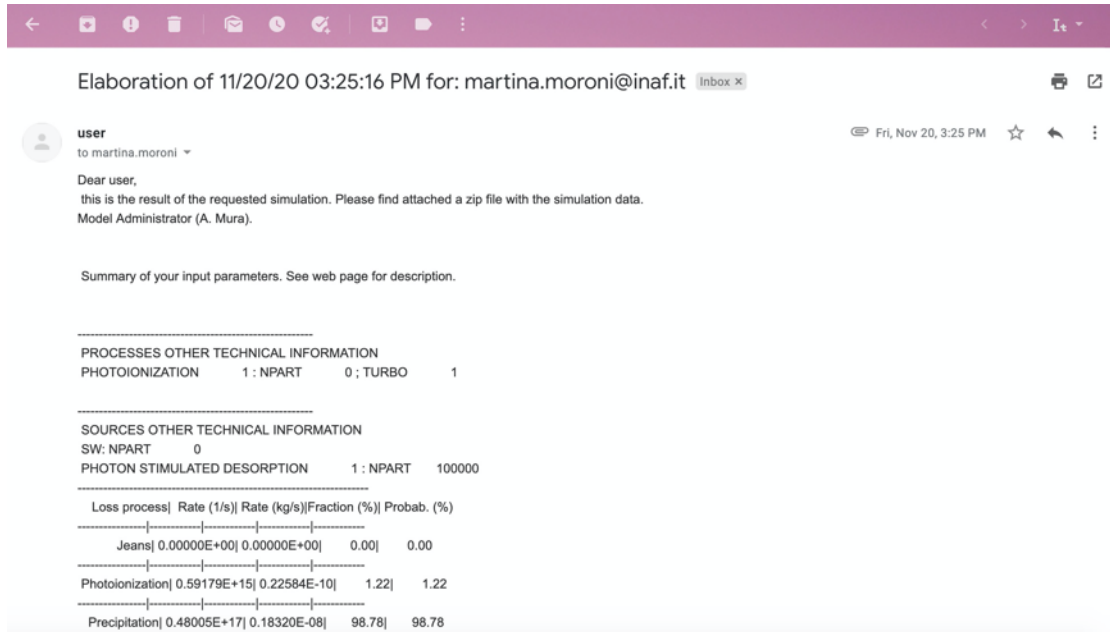 Elaboration of 11/20/20 03:25:16 PM for: martina.moroni@inaf.it Inbox ×
user
Fri, Nov 20, 3:25 PM
to martina.moroni
Dear user,
this is the result of the requested simulation. Please find attached a zip file with the simulation data.
Model Administrator (A. Mura).
Summary of your input parameters. See web page for description.
--------------------------------------------------------
PROCESSES OTHER TECHNICAL INFORMATION
PHOTOIONIZATION 1 : NPART 0 ; TURBO 1
--------------------------------------------------------
SOURCES OTHER TECHNICAL INFORMATION
SW: NPART 0
PHOTON STIMULATED DESORPTION 1 : NPART 100000
---------------------------------------------------------------------
Loss process| Rate (1/s)| Rate (kg/s)|Fraction (%)| Probab. (%)
----------------|------------|------------|------------|------------
Jeans| 0.00000E+00| 0.00000E+00| 0.00| 0.00
----------------|------------|------------|------------|------------
Photoionization| 0.59179E+15| 0.22584E-10| 1.22| 1.22
----------------|------------|------------|------------|------------
Precipitation| 0.48005E+17| 0.18320E-08| 98.78| 98.78